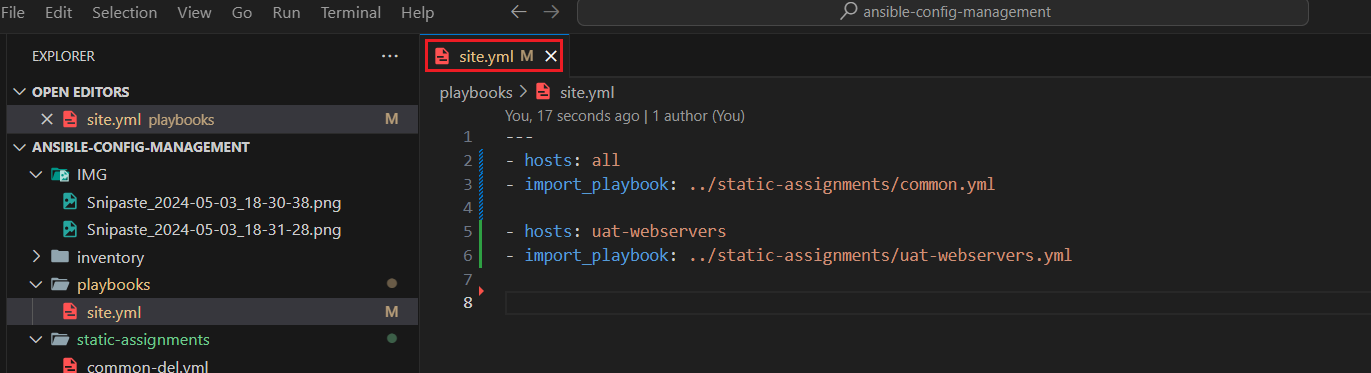 File Edit View Go Run Terminal Help ansible-config-management
EXPLORER ...
site.yml M
OPEN EDITORS
site.yml playbooks M
ANSIBLE-CONFIG-MANAGEMENT
IMG
Snipaste_2024-05-03_18-30-38.png
Snipaste_2024-05-03_18-31-28.png
inventory
playbooks
site.yml M
static-assignments
common-del.yml
playbooks > site.yml
You, 17 seconds ago | 1 author (You)
1 ---
2 - hosts: all
3 - import_playbook: ../static-assignments/common.yml
4
5 - hosts: uat-webservers
6 - import_playbook: ../static-assignments/uat-webservers.yml
7
8